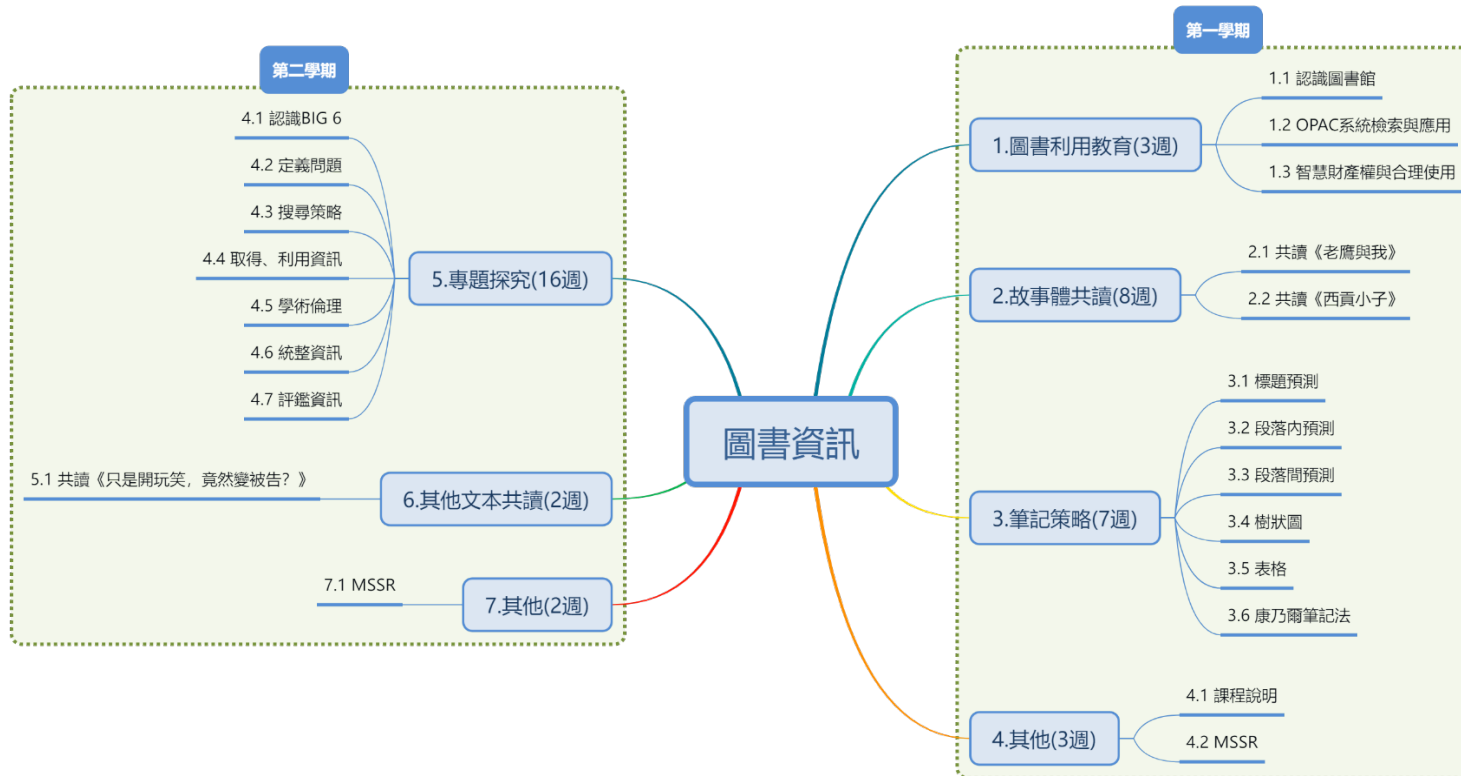 圖書資訊
第一學期
1.圖書利用教育(3週)
1.1 認識圖書館
1.2 OPAC系統檢索與應用
1.3 智慧財產權與合理使用
2.故事體共讀(8週)
2.1 共讀《老鷹與我》
2.2 共讀《西貢小子》
3.筆記策略(7週)
3.1 標題預測
3.2 段落內預測
3.3 段落間預測
3.4 樹狀圖
3.5 表格
3.6 康乃爾筆記法
4.其他(3週)
4.1 課程說明
4.2 MSSR
第二學期
5.專題探究(16週)
4.1 認識BIG 6
4.2 定義問題
4.3 搜尋策略
4.4 取得、利用資訊
4.5 學術倫理
4.6 統整資訊
4.7 評鑑資訊
6.其他文本共讀(2週)
5.1 共讀《只是開玩笑，竟然變被告？》
7.其他(2週)
7.1 MSSR